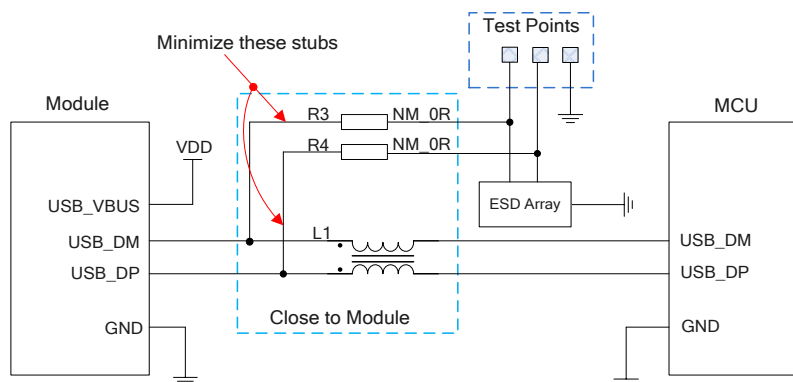 Test Points
Minimize these stubs
Module
MCU
R3
NM_0R
VDD
R4
NM_0R
USB_VBUS
ESD Array
USB_DM
L1
USB_DM
USB_DP
USB_DP
GND
Close to Module
GND